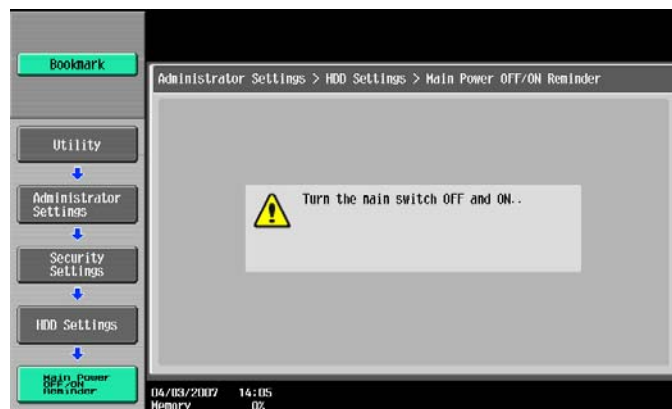 Bookmark
Administrator Settings > HDD Settings > Main Power OFF/ON Reminder
Utility
Administrator
Settings
Turn the main switch OFF and ON..
Security
Settings
HDD Settings
Main Power
OFF/ON
Reminder
04/03/2007 14:05
Memory 0%